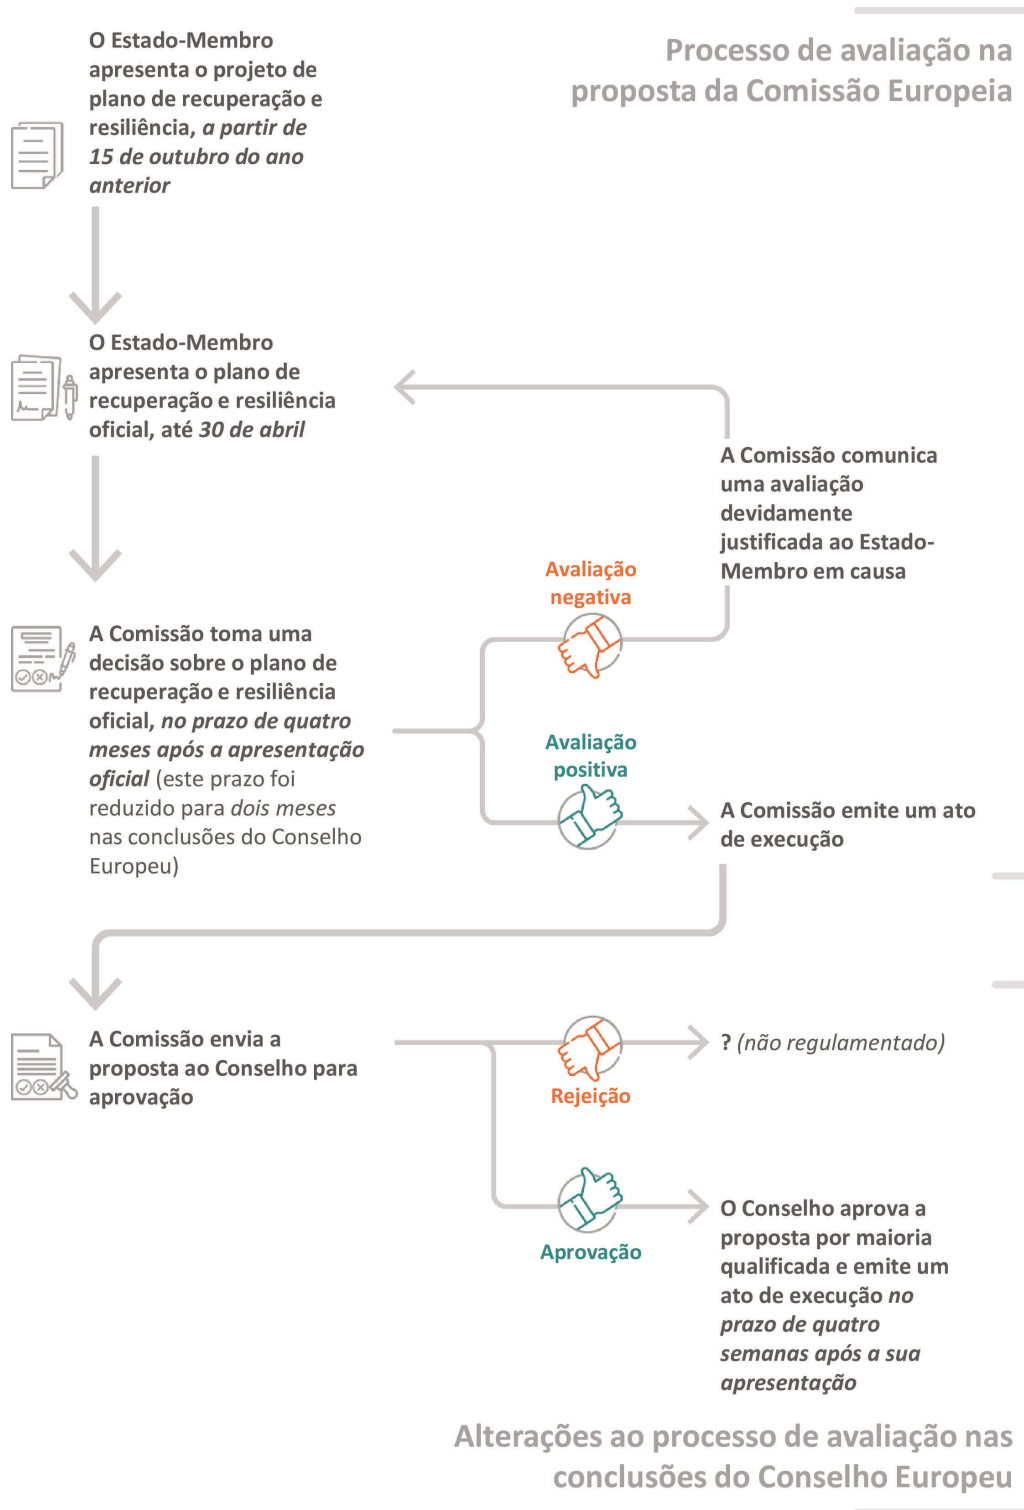 Processo de avaliação na
proposta da Comissão Europeia
O Estado-Membro
apresenta o projeto de
plano de recuperação e
resiliência, a partir de
15 de outubro do ano
anterior
O Estado-Membro
apresenta o plano de
recuperação e resiliência
oficial, até 30 de abril
A Comissão comunica
uma avaliação
devidamente
justificada ao Estado-
Membro em causa
Avaliação
negativa
A Comissão toma uma
decisão sobre o plano de
recuperação e resiliência
oficial, no prazo de quatro
meses após a apresentação
oficial (este prazo foi
reduzido para dois meses
nas conclusões do Conselho
Europeu)
Avaliação
positiva
A Comissão emite um ato
de execução
A Comissão envia a
proposta ao Conselho para
aprovação
Rejeição
? (não regulamentado)
Aprovação
O Conselho aprova a
proposta por maioria
qualificada e emite um
ato de execução no
prazo de quatro
semanas após a sua
apresentação
Alterações ao processo de avaliação nas
conclusões do Conselho Europeu